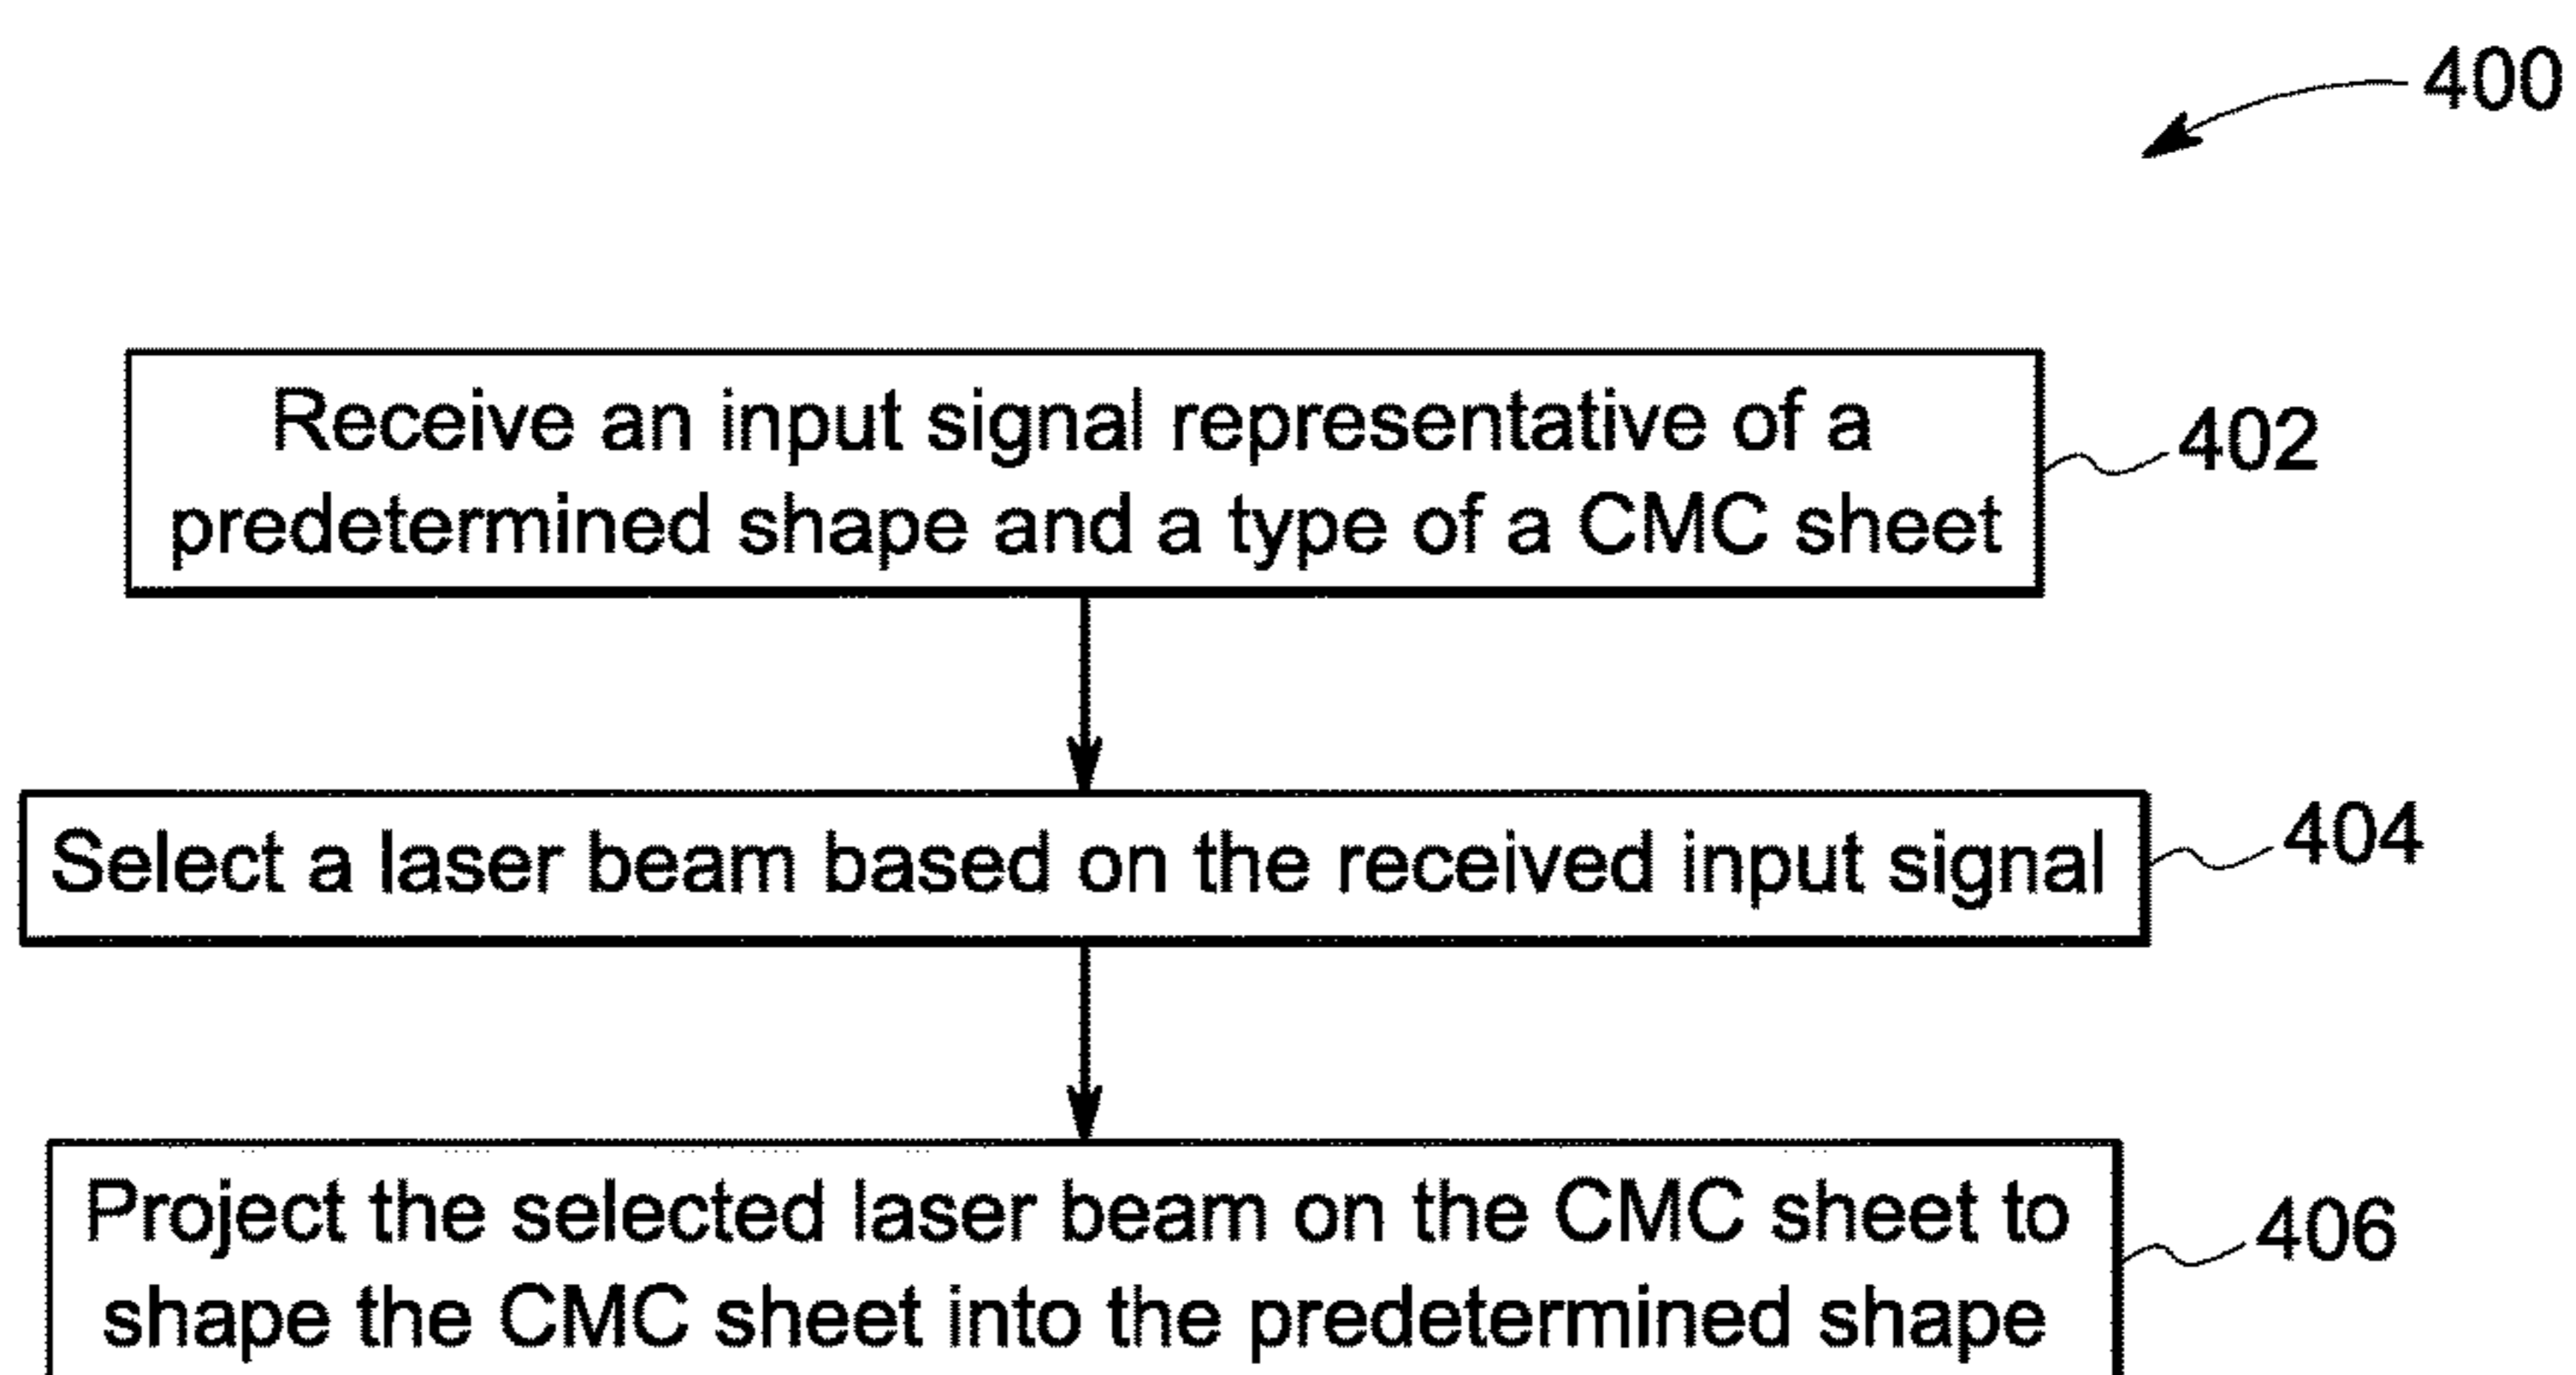 400
Receive an input signal representative of a
predetermined shape and a type of a CMC sheet
402
Select a laser beam based on the received input signal
404
Project the selected laser beam on the CMC sheet to
shape the CMC sheet into the predetermined shape
406